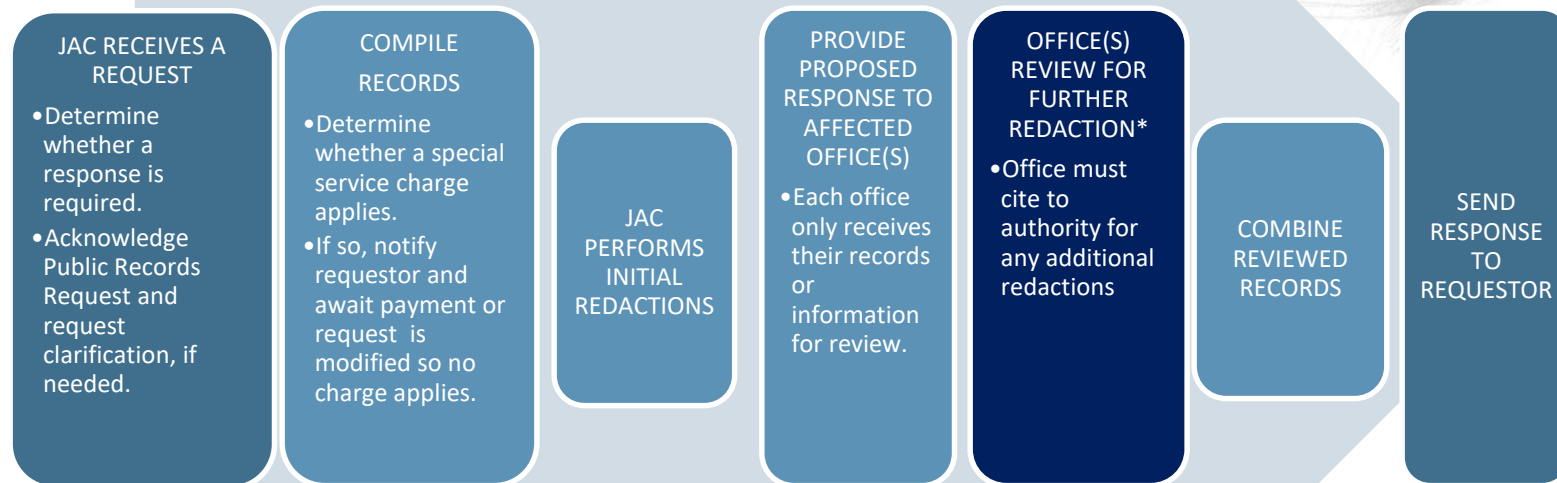 JAC RECEIVES A
REQUEST
•Determine
whether a
response is
required.
•Acknowledge
Public Records
Request and
request
clarification, if
needed.
COMPILE
RECORDS
•Determine
whether a special
service charge
applies.
•If so, notify
requestor and
await payment or
request is
modified so no
charge applies.
JAC
PERFORMS
INITIAL
REDACTIONS
PROVIDE
PROPOSED
RESPONSE TO
AFFECTED
OFFICE(S)
•Each office
only receives
their records
or
information
for review.
OFFICE(S)
REVIEW FOR
FURTHER
REDACTION*
•Office must
cite to
authority for
any additional
redactions
COMBINE
REVIEWED
RECORDS
SEND
RESPONSE
TO
REQUESTOR